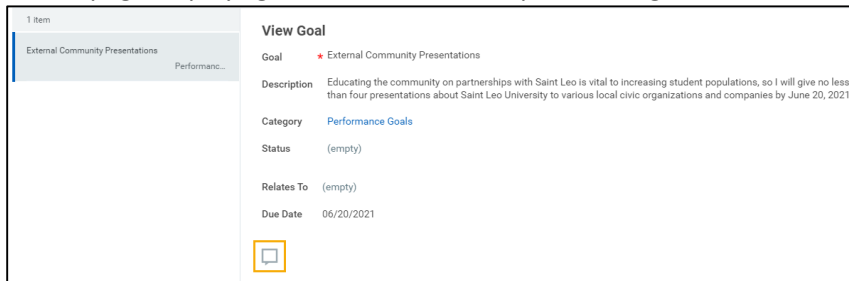 1 item
External Community Presentations
Performanc...
View Goal
Goal * External Community Presentations
Description Educating the community on partnerships with Saint Leo is vital to increasing student populations, so I will give no less
than four presentations about Saint Leo University to various local civic organizations and companies by June 20, 2021
Category Performance Goals
Status (empty)
Relates To (empty)
Due Date 06/20/2021